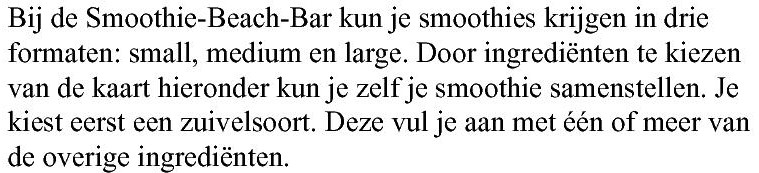 Bij de Smoothie-Beach-Bar kun je smoothies krijgen in drie
formaten: small, medium en large. Door ingrediënten te kiezen
van de kaart hieronder kun je zelf je smoothie samenstellen. Je
kiest eerst een zuivelsoort. Deze vul je aan met één of meer van
de overige ingrediënten.